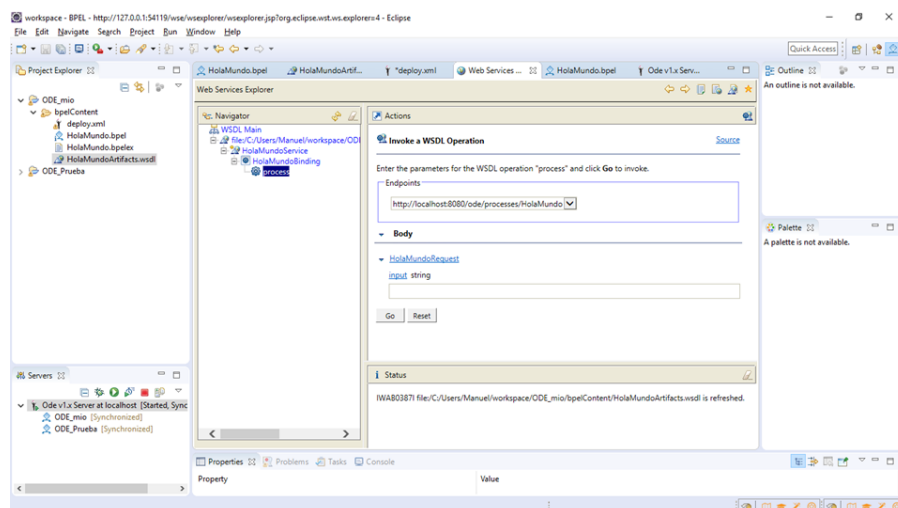 workspace - BPEL - http://127.0.0.1:54119/wse/wsexplorer/wsexplorer.jsp?org.eclipse.wst.ws.explorer=4 - Eclipse
File Edit Navigate Search Project Run Window Help
Quick Access
Project Explorer
ODE_mio
bpelContent
deploy.xml
HolaMundo.bpel
HolaMundo.bpelex
HolaMundoArtifacts.wsdl
ODE_Prueba
HolaMundo.bpel
HolaMundoArtif...
*deploy.xml
Web Services ...
HolaMundo.bpel
Ode v1.x Serv...
Web Services Explorer
Navigator
WSDL Main
file:/C:/Users/Manuel/workspace/ODI
HolaMundoService
HolaMundoBinding
process
Actions
Invoke a WSDL Operation
Source
Enter the parameters for the WSDL operation "process" and click Go to invoke.
Endpoints
http://localhost:8080/ode/processes/HolaMundo
Body
HolaMundoRequest
input string
Go Reset
Status
IWAB0387I file:/C:/Users/Manuel/workspace/ODE_mio/bpelContent/HolaMundoArtifacts.wsdl is refreshed.
Outline
An outline is not available.
Palette
A palette is not available.
Servers
Ode v1.x Server at localhost [Started, Sync
ODE_mio [Synchronized]
ODE_Prueba [Synchronized]
Properties Problems Tasks Console
Property Value